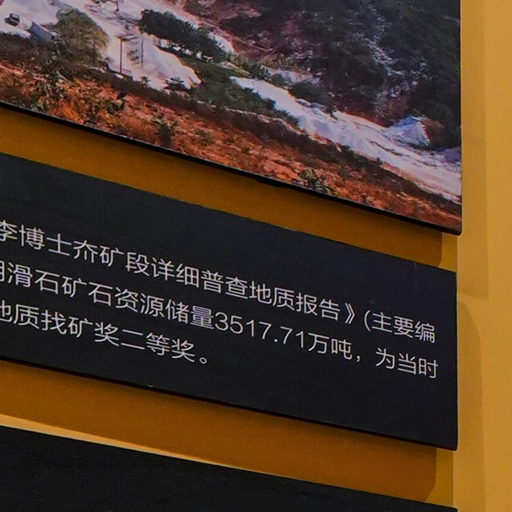 李博士夼矿段详细普查地质报告》(主要编
明滑石矿石资源储量3517.71万吨，为当时
地质找矿奖二等奖。